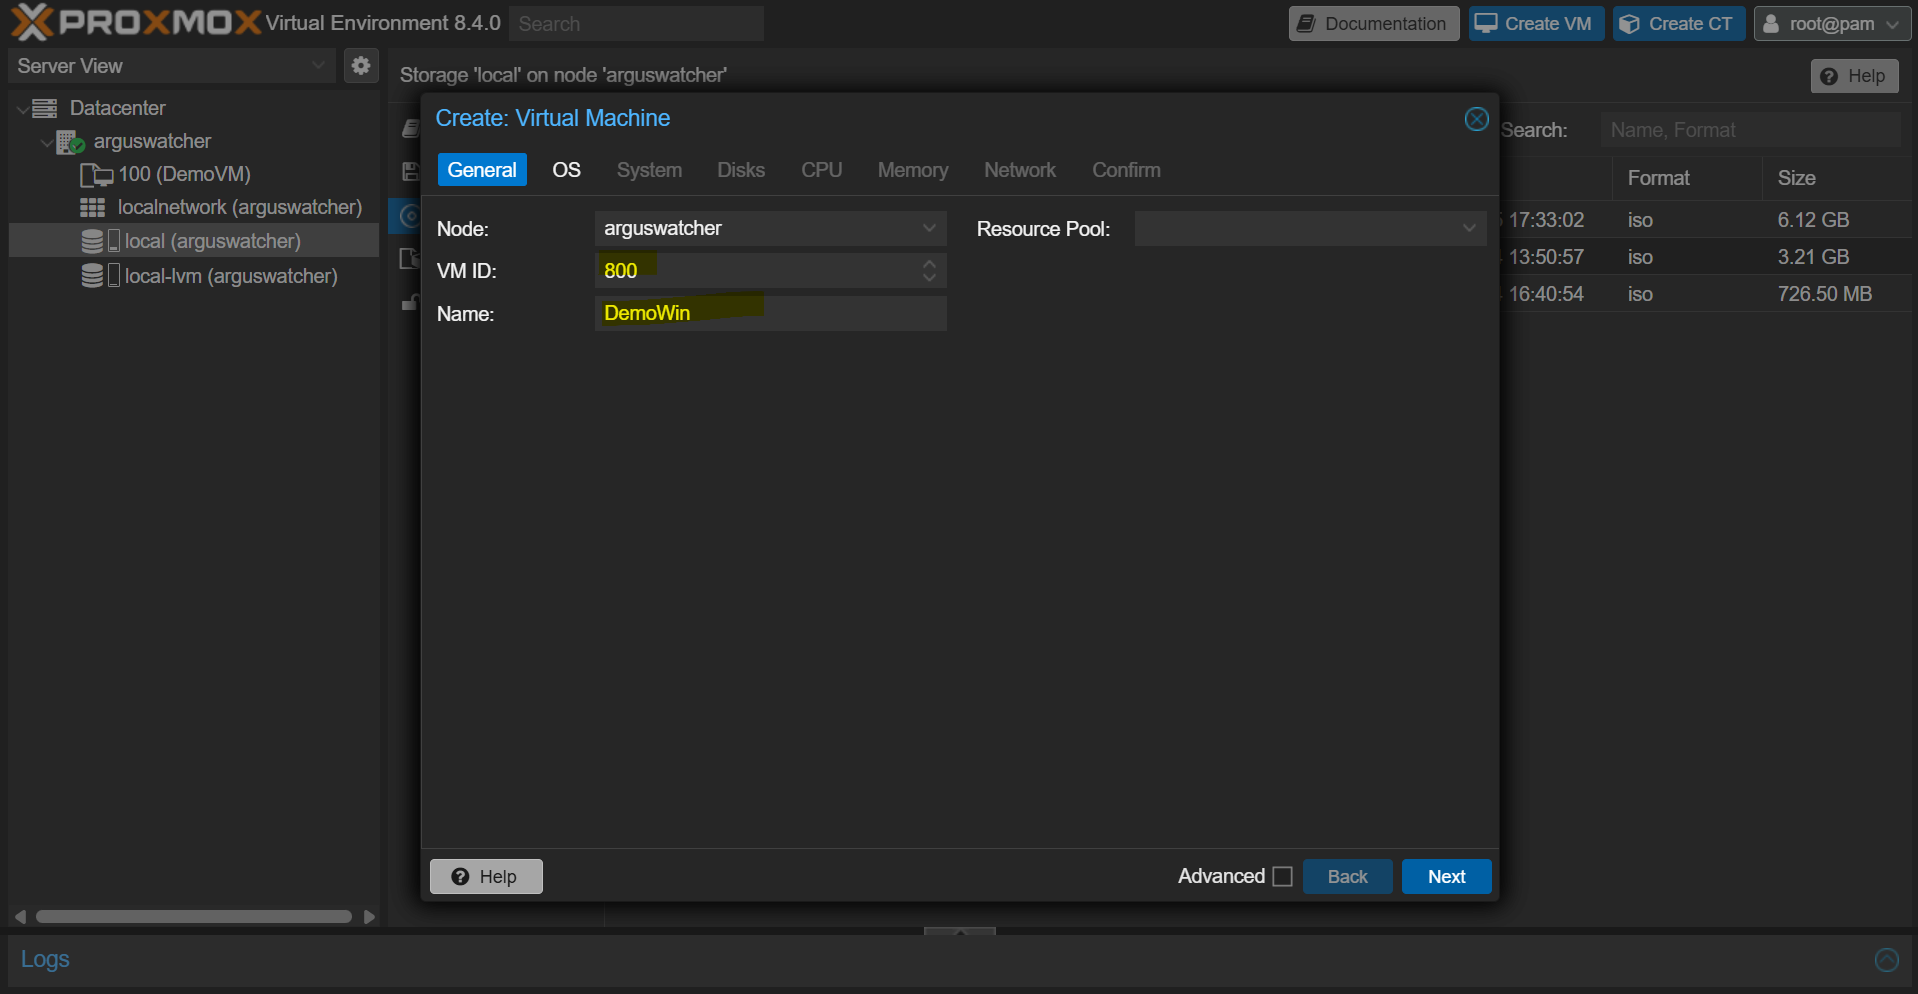 PROXMOX Virtual Environment 8.4.0 Search Documentation Create VM Create CT root@pam
Server View
Storage 'local' on node 'arguswatcher' Help
Datacenter
arguswatcher
100 (DemoVM)
localnetwork (arguswatcher)
local (arguswatcher)
local-lvm (arguswatcher)
Create: Virtual Machine
General OS System Disks CPU Memory Network Confirm
Node: arguswatcher Resource Pool:
VM ID: 800
Name: DemoWin
Help Advanced Back Next
Search: Name, Format
Format Size
17:33:02 iso 6.12 GB
13:50:57 iso 3.21 GB
16:40:54 iso 726.50 MB
Logs